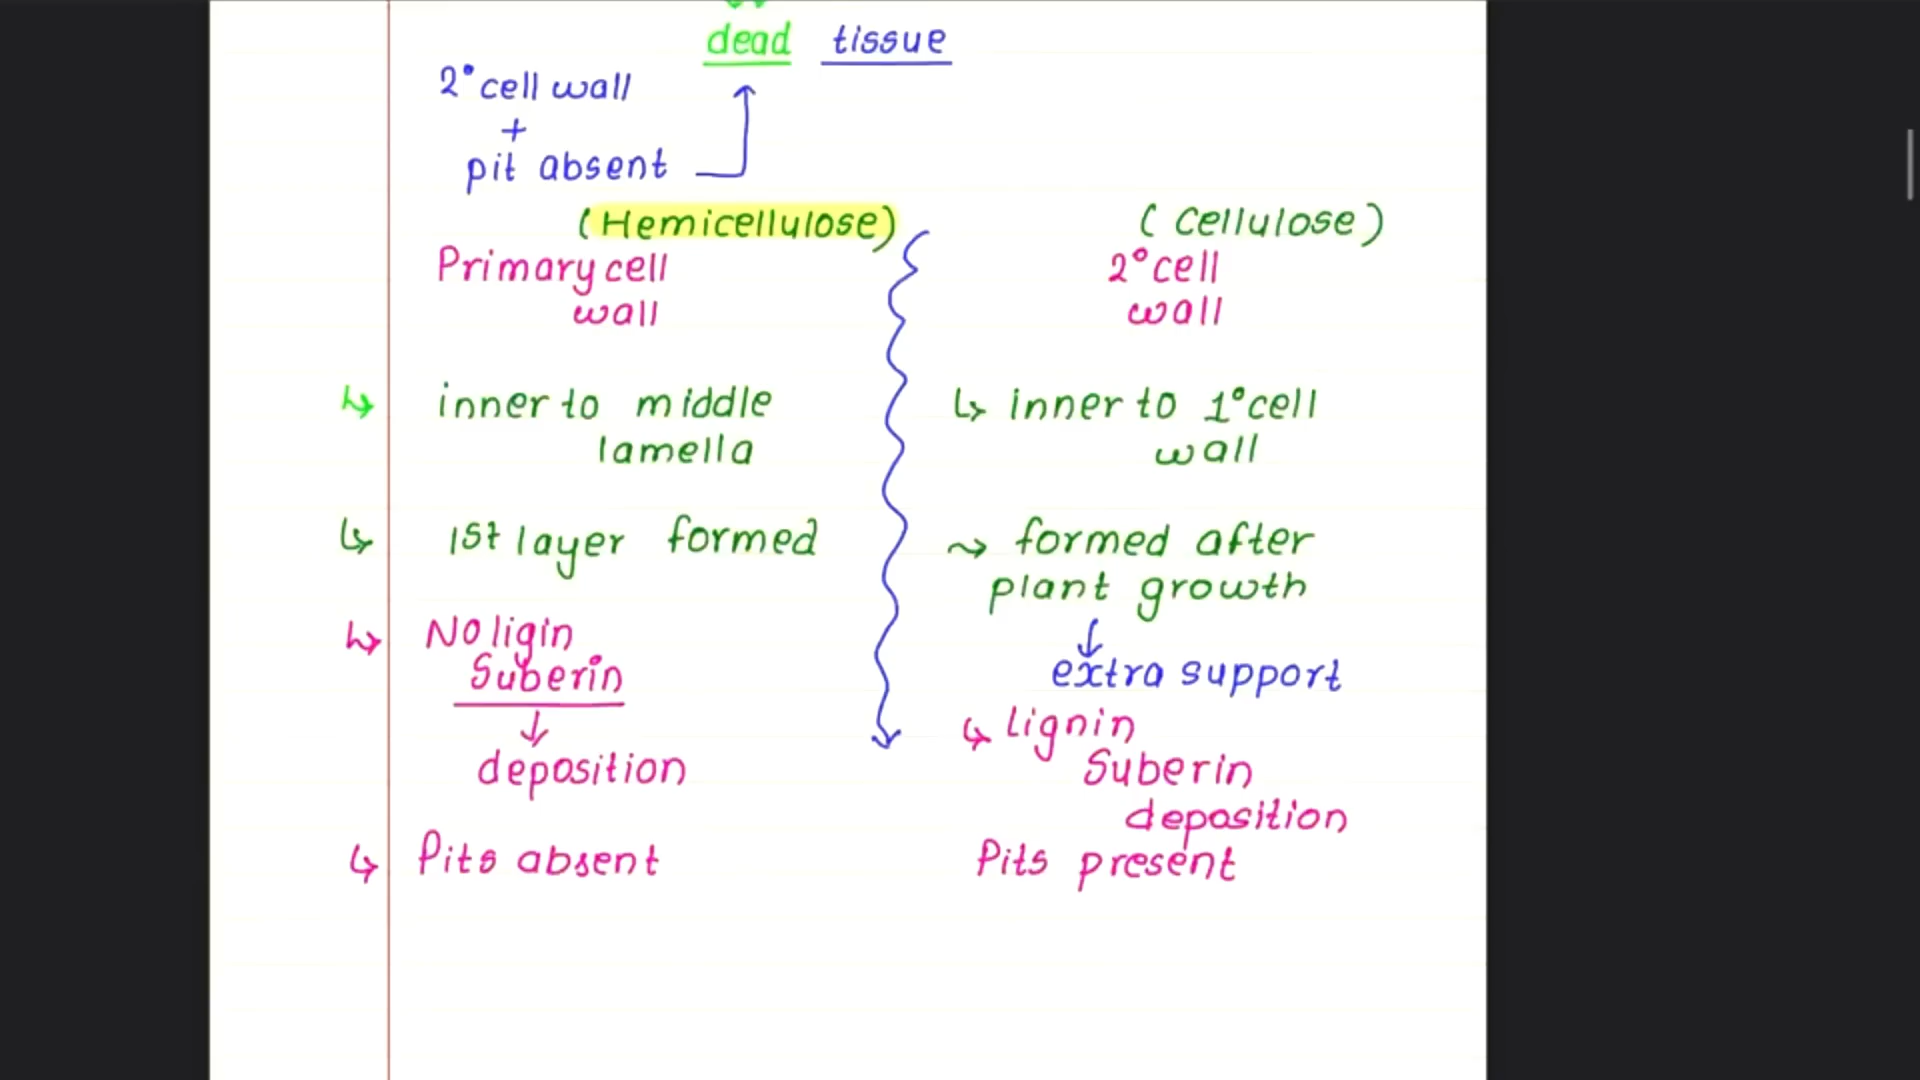 dead tissue
2° cell wall
+
pit absent
(Hemicellulose)
Primary cell
wall
inner to middle
lamella
1st layer formed
No ligin
Suberin
deposition
Pits absent
(Cellulose)
2° cell
wall
inner to 1° cell
wall
formed after
plant growth
extra support
Lignin
Suberin
deposition
Pits present